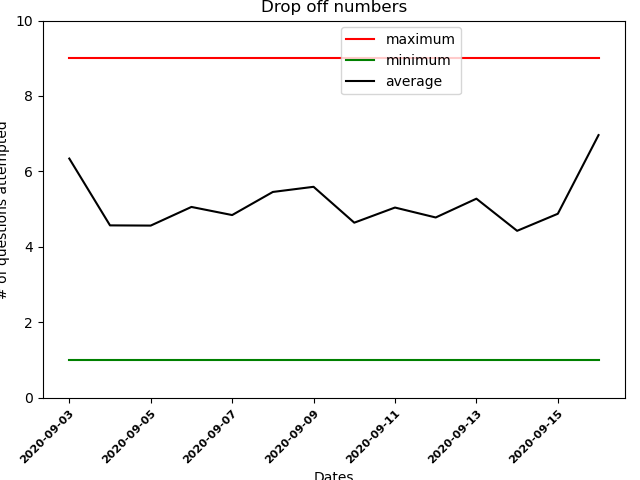 Drop off numbers
maximum
minimum
average
# of questions attempted
10
8
6
4
2
0
2020-09-03
2020-09-05
2020-09-07
2020-09-09
2020-09-11
2020-09-13
2020-09-15
Dates